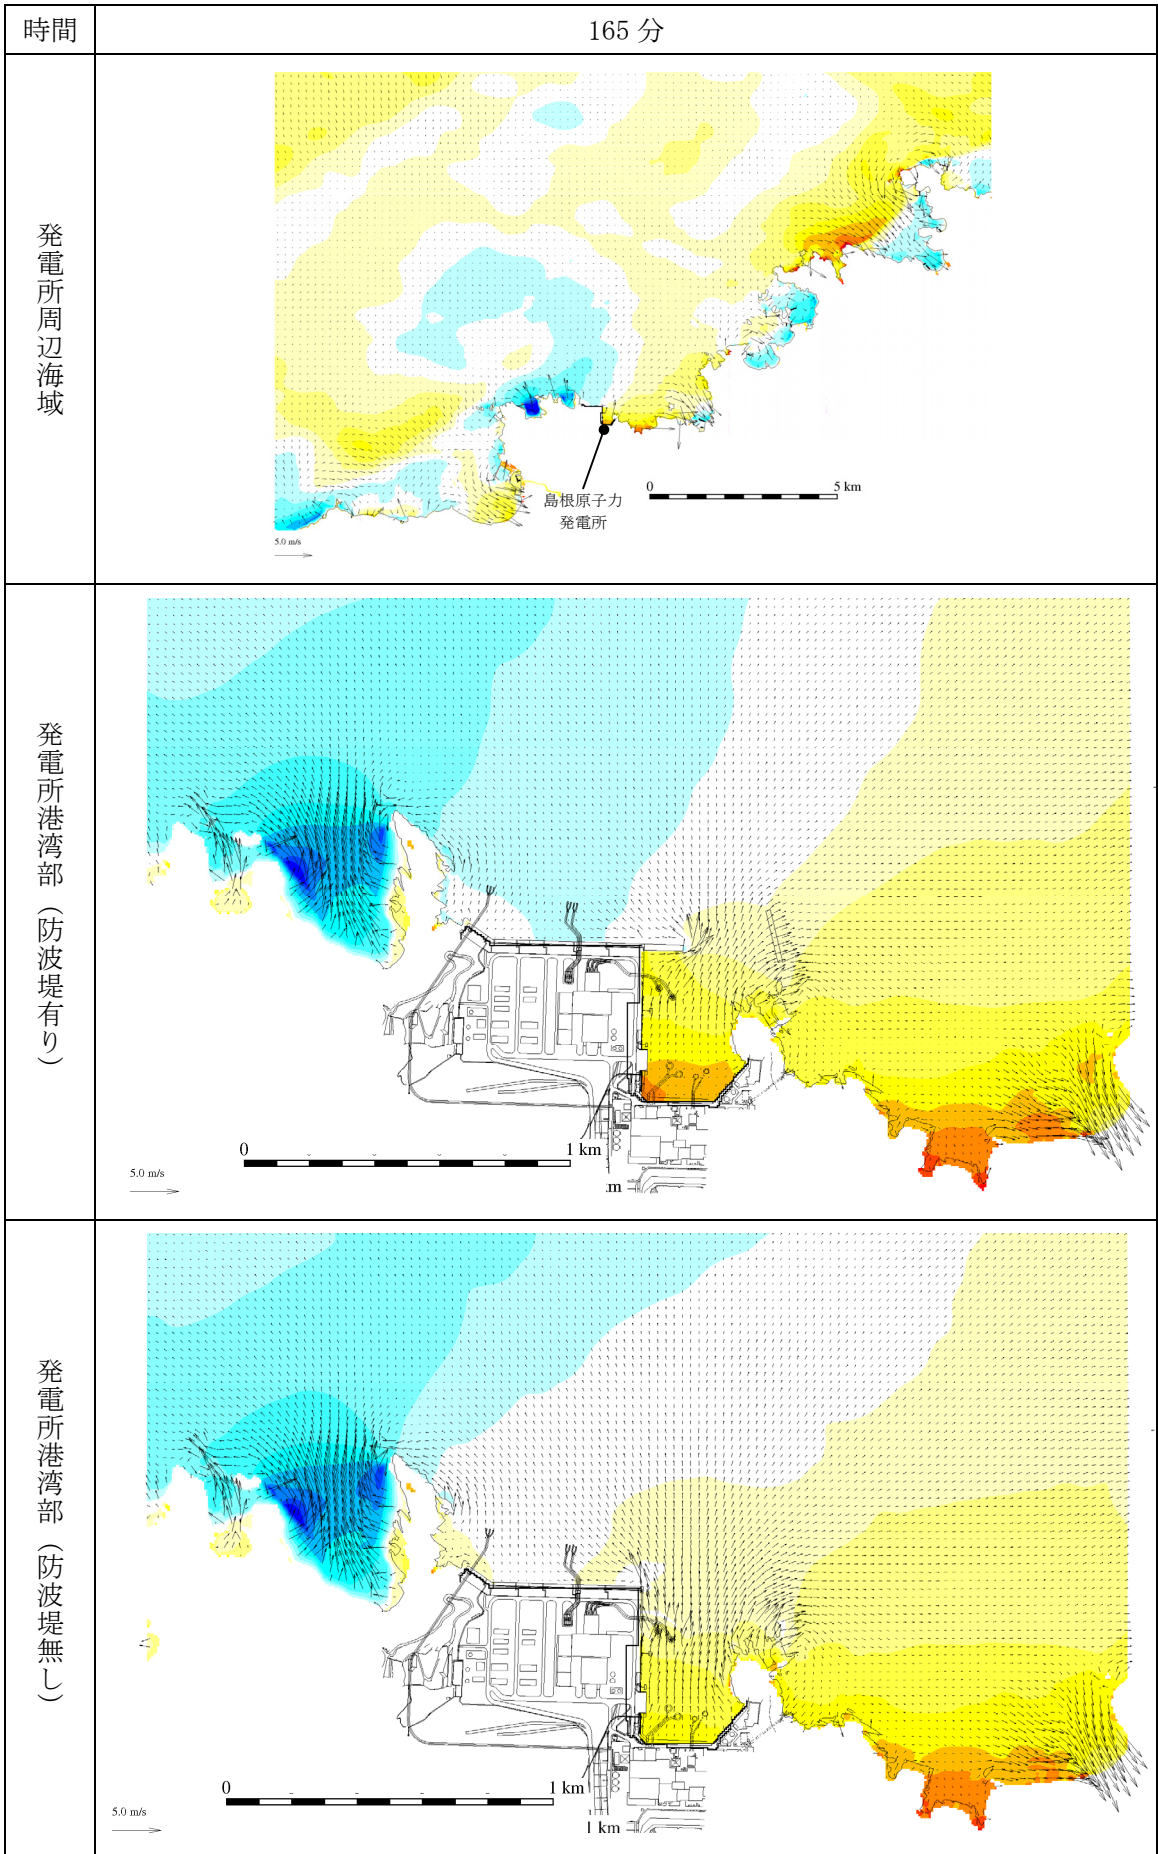 時間
165 分
発電所周辺海域
島根原子力
発電所
0
5 km
5.0 m/s
発電所港湾部（防波堤有り）
0
1 km
5.0 m/s
発電所港湾部（防波堤無し）
0
1 km
5.0 m/s
1 km